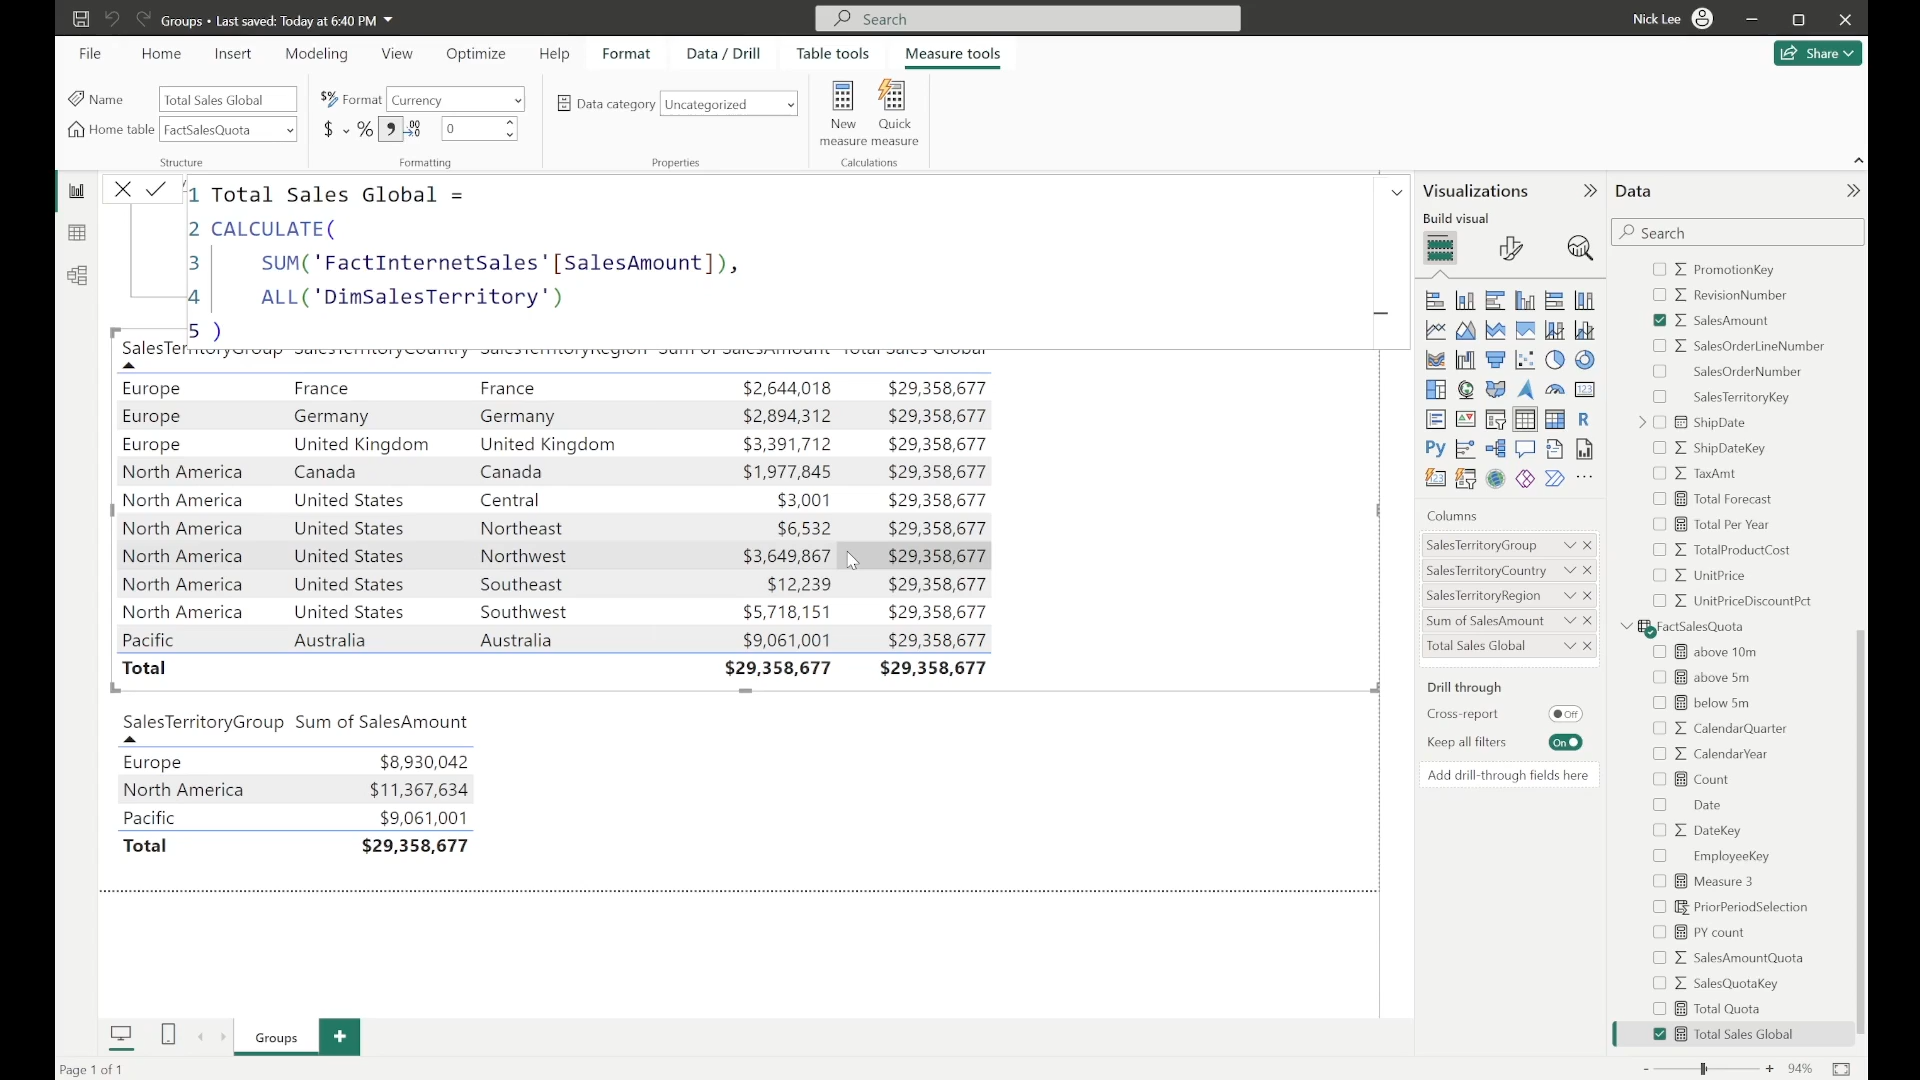 Groups • Last saved: Today at 6:40 PM
Search
Nick Lee
File Home Insert Modeling View Optimize Help Format Data / Drill Table tools Measure tools
Share
Name Total Sales Global
Home table FactSalesQuota
Structure
$% Format Currency
$ % , .00 0
Formatting
Data category Uncategorized
Properties
New measure
Quick measure
Calculations
1 Total Sales Global =
2 CALCULATE(
3 SUM('FactInternetSales'[SalesAmount]),
4 ALL('DimSalesTerritory')
5 )
SalesTerritoryGroup SalesTerritoryCountry SalesTerritoryRegion Sum of SalesAmount Total Sales Global
Europe France France $2,644,018 $29,358,677
Europe Germany Germany $2,894,312 $29,358,677
Europe United Kingdom United Kingdom $3,391,712 $29,358,677
North America Canada Canada $1,977,845 $29,358,677
North America United States Central $3,001 $29,358,677
North America United States Northeast $6,532 $29,358,677
North America United States Northwest $3,649,867 $29,358,677
North America United States Southeast $12,239 $29,358,677
North America United States Southwest $5,718,151 $29,358,677
Pacific Australia Australia $9,061,001 $29,358,677
Total $29,358,677 $29,358,677
SalesTerritoryGroup Sum of SalesAmount
Europe $8,930,042
North America $11,367,634
Pacific $9,061,001
Total $29,358,677
Visualizations
Build visual
123
R
Py
123
Columns
SalesTerritoryGroup
SalesTerritoryCountry
SalesTerritoryRegion
Sum of SalesAmount
Total Sales Global
Drill through
Cross-report Off
Keep all filters On
Add drill-through fields here
Data
Search
PromotionKey
RevisionNumber
SalesAmount
SalesOrderLineNumber
SalesOrderNumber
SalesTerritoryKey
ShipDate
ShipDateKey
TaxAmt
Total Forecast
Total Per Year
TotalProductCost
UnitPrice
UnitPriceDiscountPct
FactSalesQuota
above 10m
above 5m
below 5m
CalendarQuarter
CalendarYear
Count
Date
DateKey
EmployeeKey
Measure 3
PriorPeriodSelection
PY count
SalesAmountQuota
SalesQuotaKey
Total Quota
Total Sales Global
Groups
+
Page 1 of 1
- + 94%